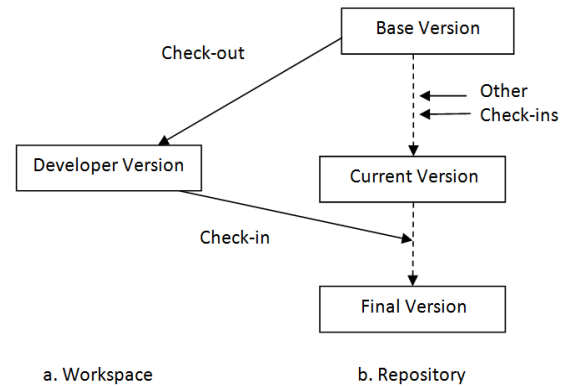 Base Version
Check-out
Other
Check-ins
Developer Version
Current Version
Check-in
Final Version
a. Workspace
b. Repository